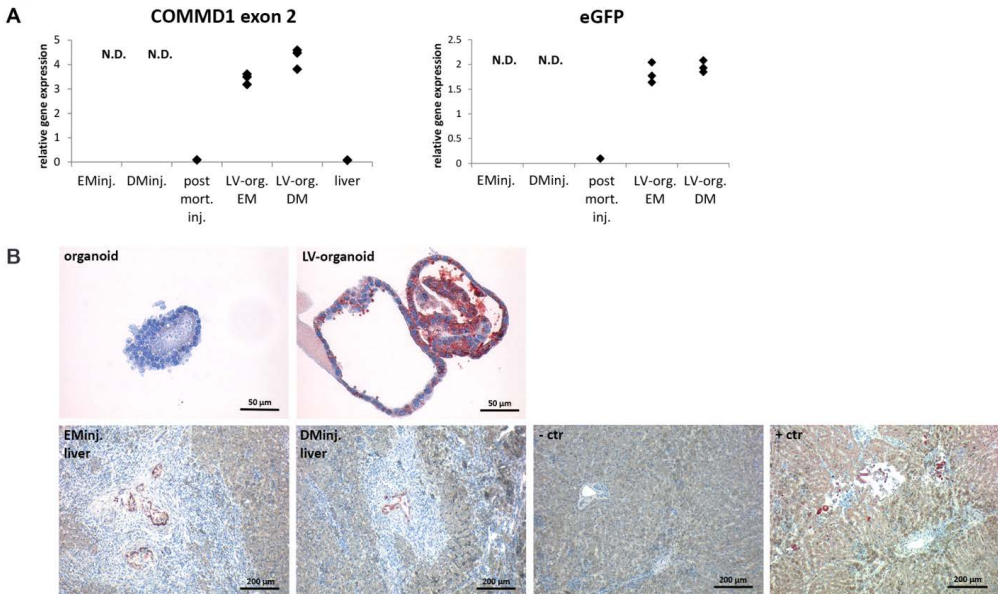 A
COMMD1 exon 2
relative gene expression
5
4
3
2
1
0
N.D.
N.D.
EMinj.
DMinj.
post
mort.
inj.
LV-org.
EM
LV-org.
DM
liver
eGFP
relative gene expression
2.5
2
1.5
1
0.5
0
N.D.
N.D.
EMinj.
DMinj.
post
mort.
inj.
LV-org.
EM
LV-org.
DM
B
organoid
50 µm
LV-organoid
50 µm
EMinj.
liver
200 µm
DMinj.
liver
200 µm
- ctr
200 µm
+ ctr
200 µm